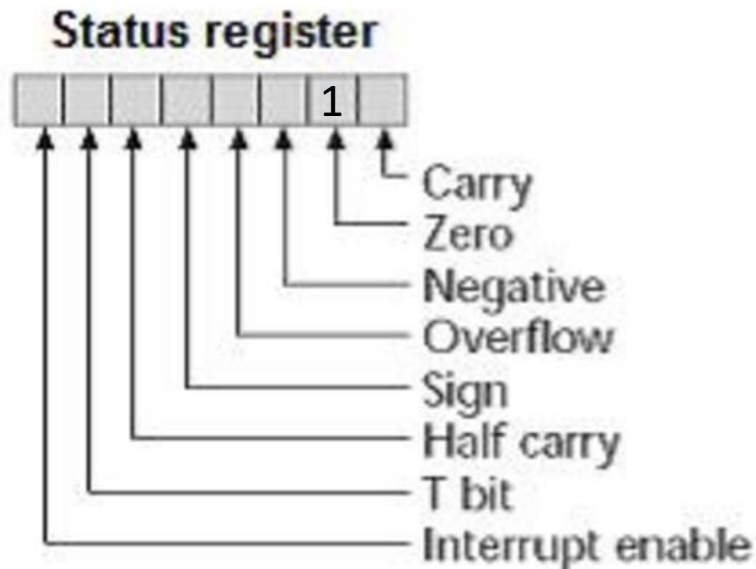 Status register
1
Carry
Zero
Negative
Overflow
Sign
Half carry
T bit
Interrupt enable